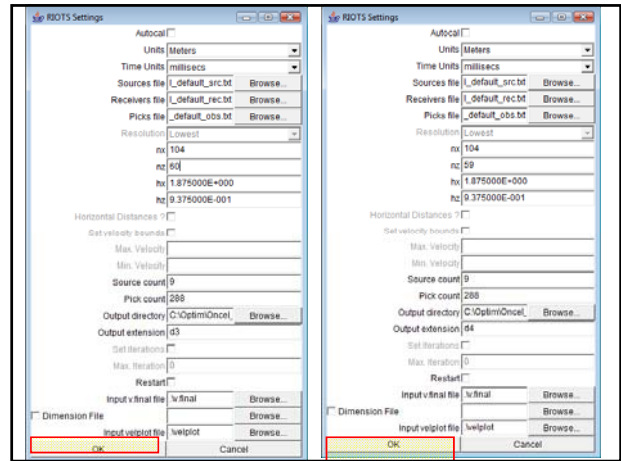 RIOTS Settings
Autocal
Units Meters
Time Units millisecs
Sources file l_default_src.txt Browse...
Receivers file l_default_rec.txt Browse...
Picks file _default_obs.txt Browse...
Resolution Lowest
nx 104
nz 60
hx 1.875000E+000
hz 9.375000E-001
Horizontal Distances ?
Set velocity bounds
Max. Velocity
Min. Velocity
Source count 9
Pick count 288
Output directory C:\Optim\Oncel_ Browse...
Output extension d3
Set iterations
Max. Iteration 0
Restart
Input v.final file .\v.final Browse...
Dimension File Browse...
Input velplot file .\velplot Browse...
OK Cancel
RIOTS Settings
Autocal
Units Meters
Time Units millisecs
Sources file l_default_src.txt Browse...
Receivers file l_default_rec.txt Browse...
Picks file _default_obs.txt Browse...
Resolution Lowest
nx 104
nz 59
hx 1.875000E+000
hz 9.375000E-001
Horizontal Distances ?
Set velocity bounds
Max. Velocity
Min. Velocity
Source count 9
Pick count 288
Output directory C:\Optim\Oncel_ Browse...
Output extension d4
Set iterations
Max. Iteration 0
Restart
Input v.final file .\v.final Browse...
Dimension File Browse...
Input velplot file .\velplot Browse...
OK Cancel